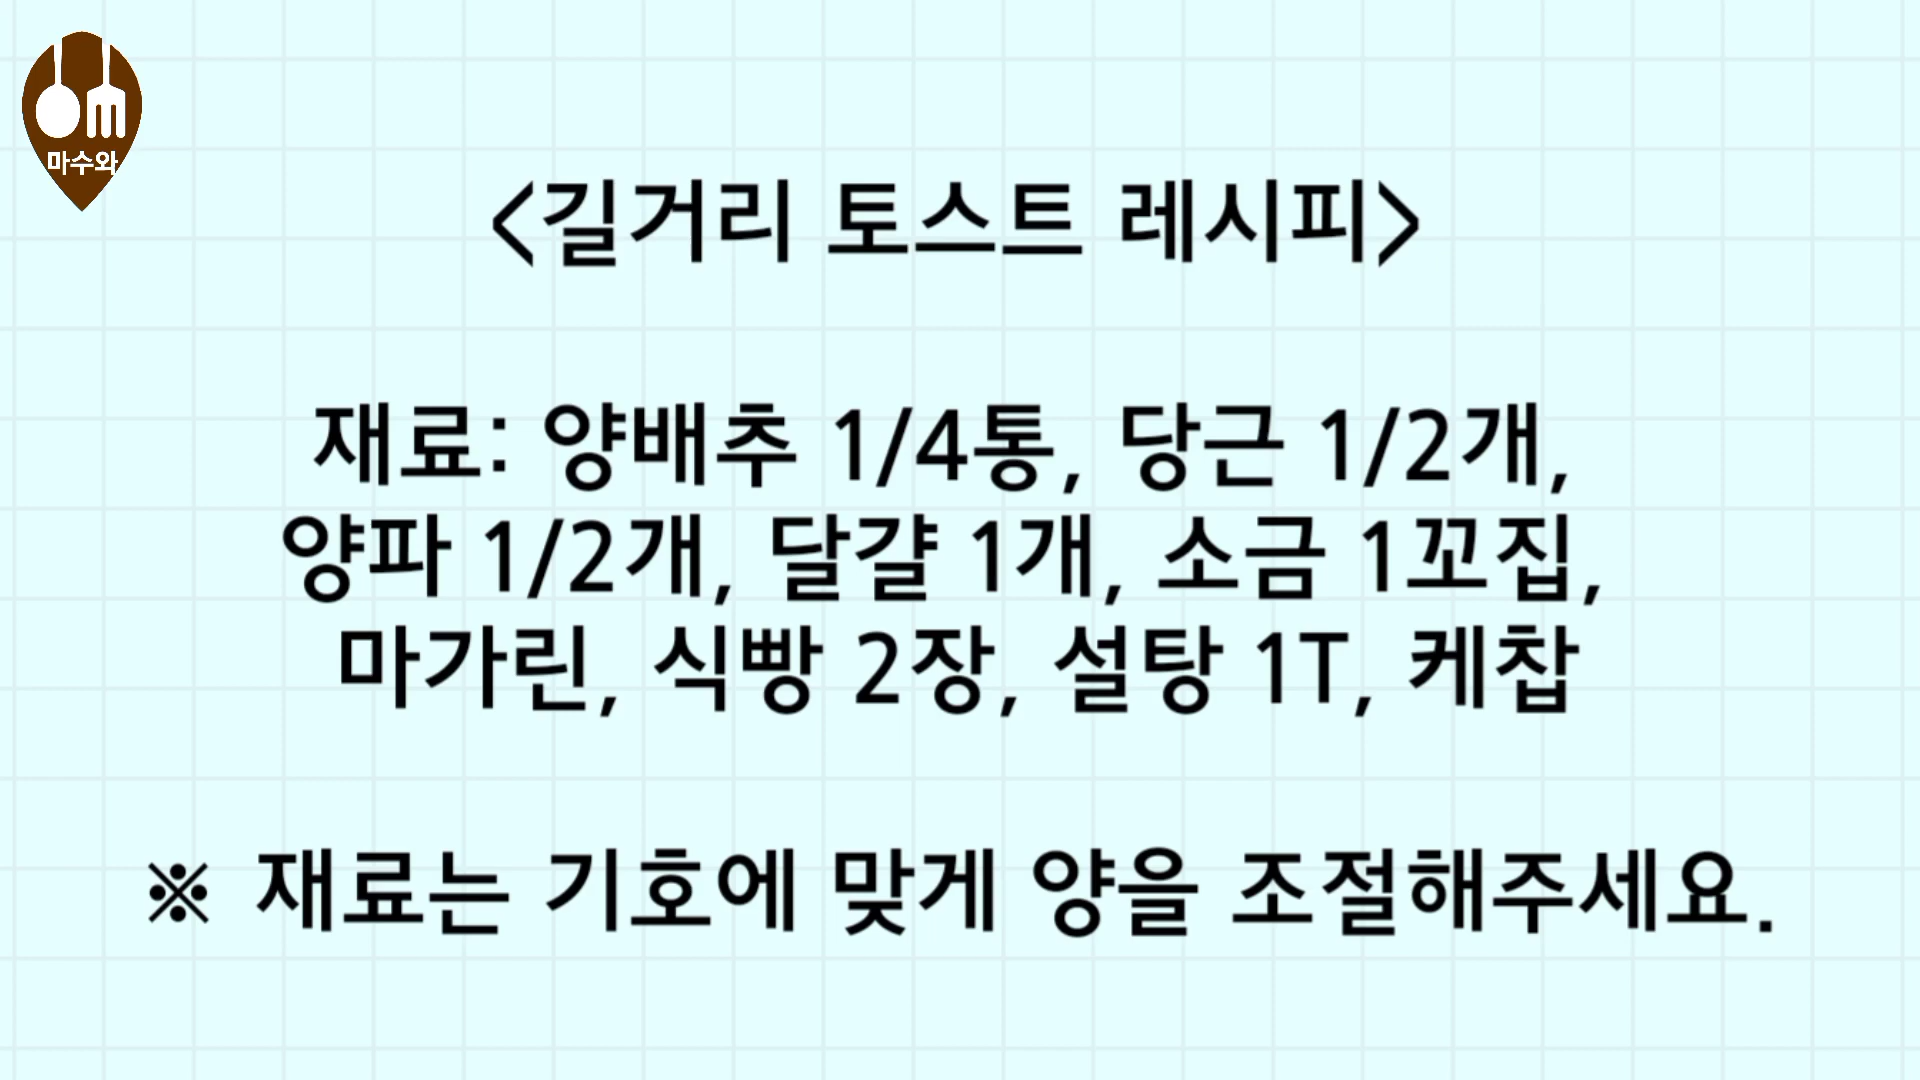 마수와
<길거리 토스트 레시피>
재료: 양배추 1/4통, 당근 1/2개,
양파 1/2개, 달걀 1개, 소금 1꼬집,
마가린, 식빵 2장, 설탕 1T, 케찹
※ 재료는 기호에 맞게 양을 조절해주세요.